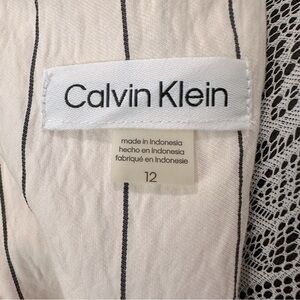 Calvin Klein
made in Indonesia
hecho en Indonesia
fabriqué en Indonesie
12